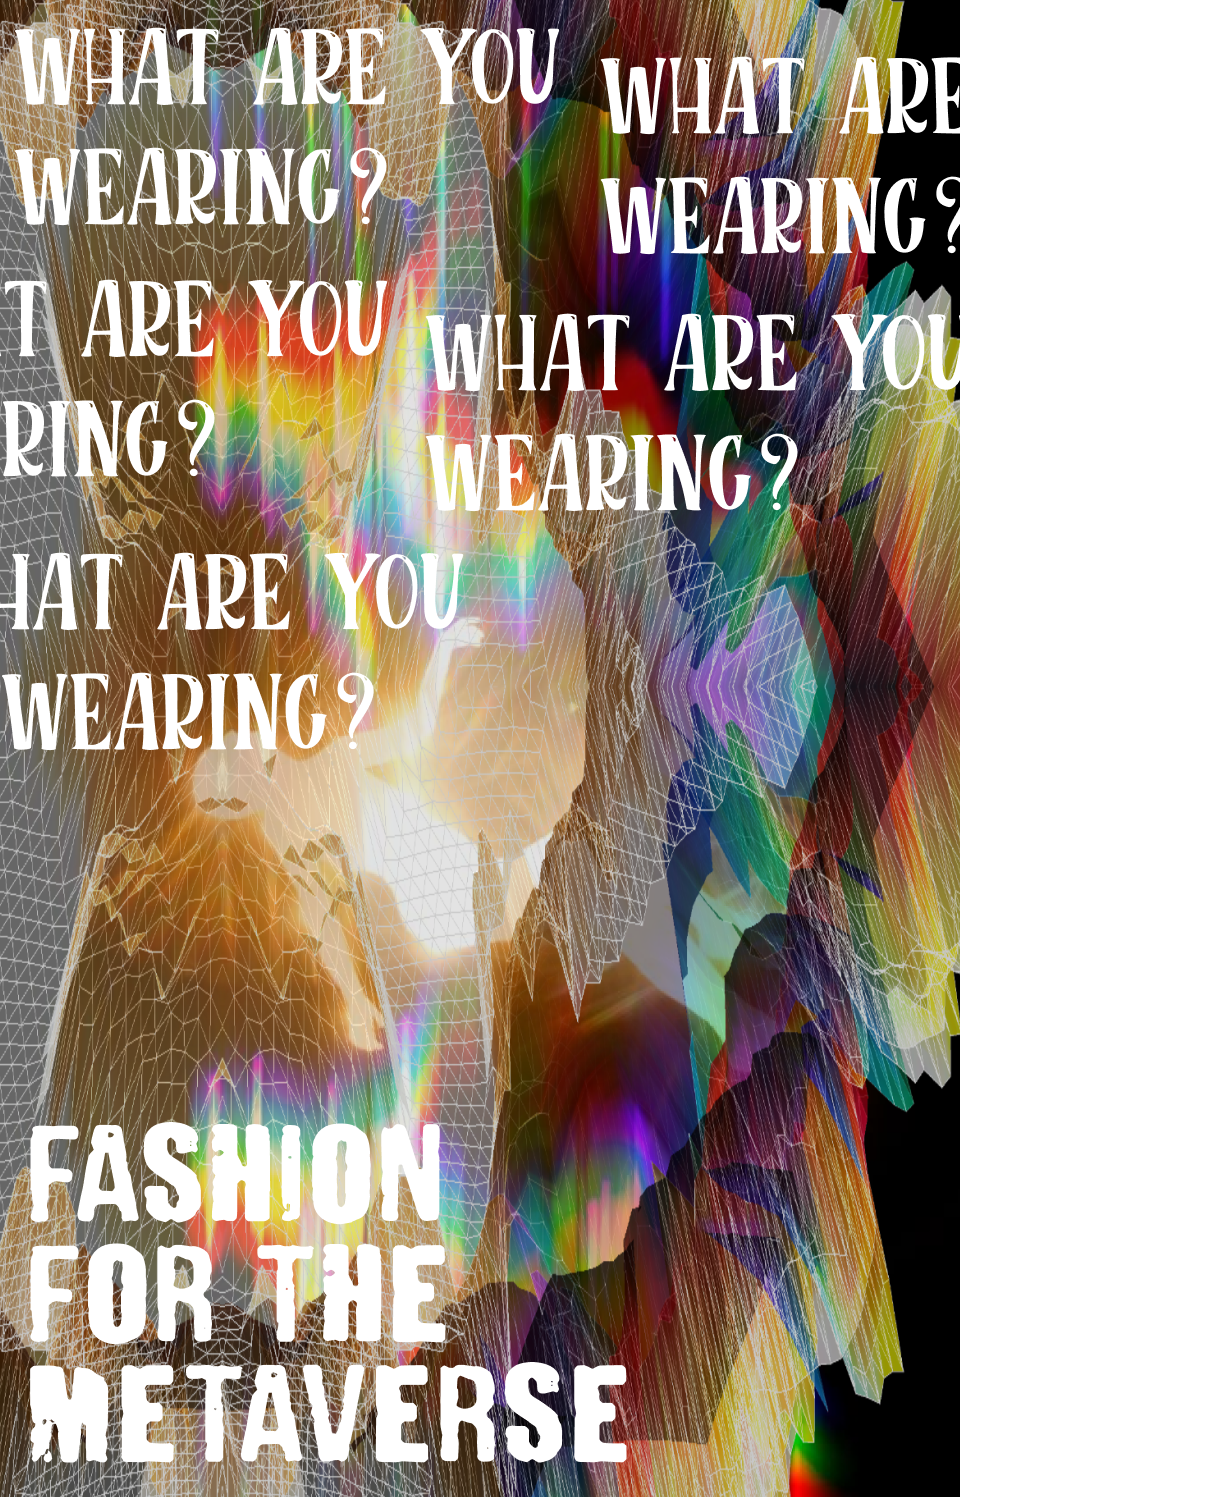 WHAT ARE YOU
WEARING?
WHAT ARE
WEARING?
T ARE YOU
RING?
WHAT ARE YOU
WEARING?
HAT ARE YOU
WEARING?
FASHION
FOR THE
METAVERSE